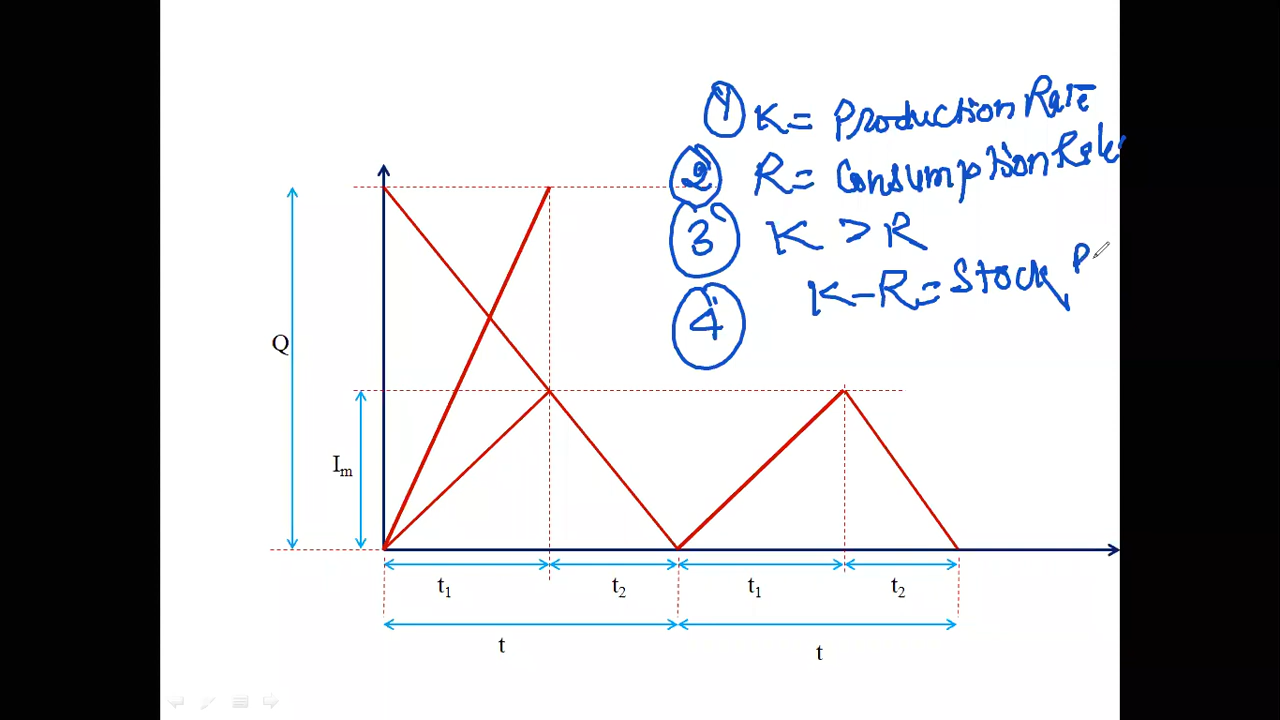 ① K = Production Rate
② R = Consumption Rate
③ K > R
④ K - R = Stock P
Q
Iₘ
t₁ t₂ t₁ t₂
t t